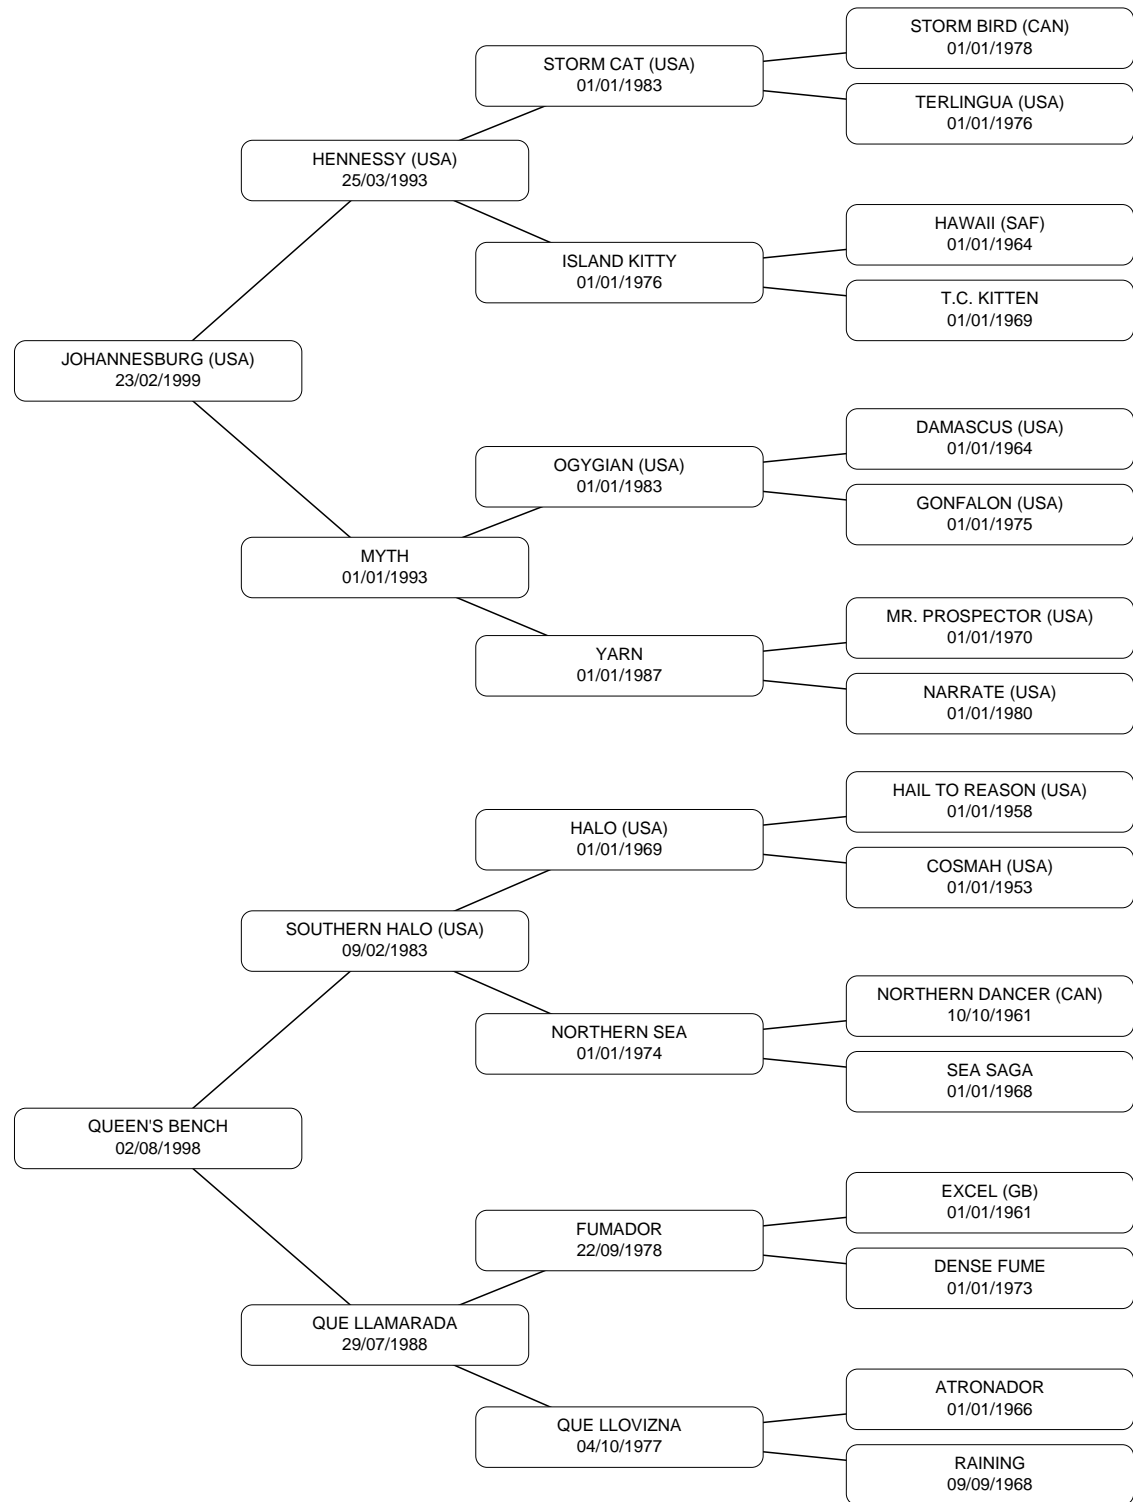 STORM BIRD (CAN)
01/01/1978
STORM CAT (USA)
01/01/1983
TERLINGUA (USA)
01/01/1976
HENNESSY (USA)
25/03/1993
HAWAII (SAF)
01/01/1964
ISLAND KITTY
01/01/1976
T.C. KITTEN
01/01/1969
JOHANNESBURG (USA)
23/02/1999
DAMASCUS (USA)
01/01/1964
OGYGIAN (USA)
01/01/1983
GONFALON (USA)
01/01/1975
MYTH
01/01/1993
MR. PROSPECTOR (USA)
01/01/1970
YARN
01/01/1987
NARRATE (USA)
01/01/1980
HAIL TO REASON (USA)
01/01/1958
HALO (USA)
01/01/1969
COSMAH (USA)
01/01/1953
SOUTHERN HALO (USA)
09/02/1983
NORTHERN DANCER (CAN)
10/10/1961
NORTHERN SEA
01/01/1974
SEA SAGA
01/01/1968
QUEEN'S BENCH
02/08/1998
EXCEL (GB)
01/01/1961
FUMADOR
22/09/1978
DENSE FUME
01/01/1973
QUE LLAMARADA
29/07/1988
ATRONADOR
01/01/1966
QUE LLOVIZNA
04/10/1977
RAINING
09/09/1968